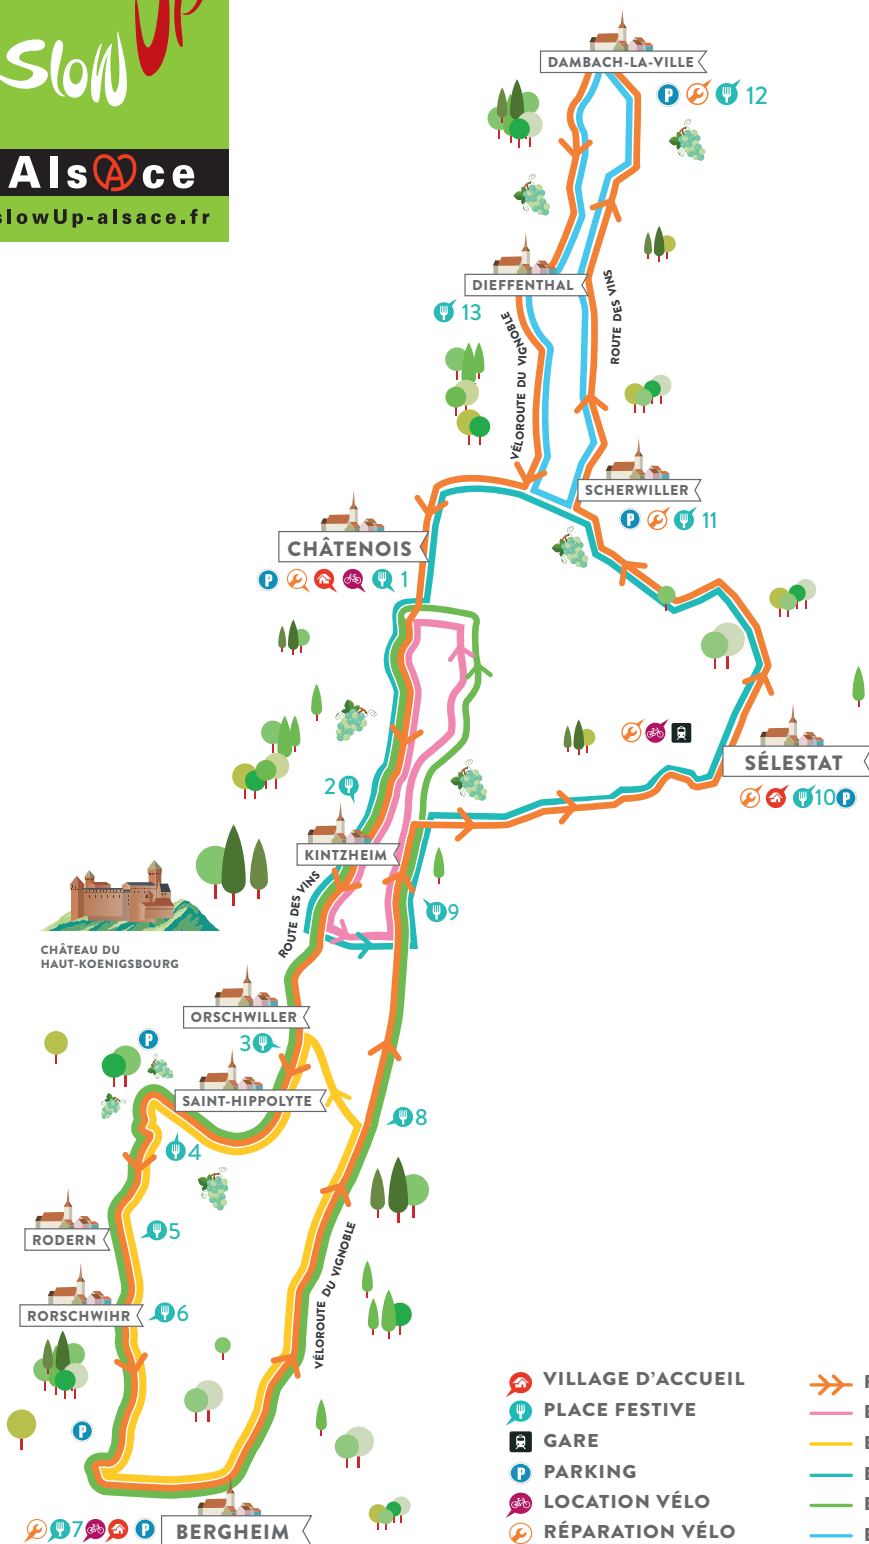 Slow UP
Alsace
slowUp-alsace.fr
DAMBACH-LA-VILLE
P 12
DIEFFENTHAL
13
VÉLOROUTE DU VIGNOBLE
ROUTE DES VINS
SCHERWILLER
P 11
CHÂTENOIS
P 1
SÉLESTAT
10 P
2
KINTZHEIM
ROUTE DES VINS
9
CHÂTEAU DU
HAUT-KOENIGSBOURG
ORSCHWILLER
3
P
SAINT-HIPPOLYTE
8
4
RODERN
5
RORSCHWIHR
6
VÉLOROUTE DU VIGNOBLE
P
7 P
BERGHEIM
VILLAGE D'ACCUEIL
PLACE FESTIVE
GARE
P PARKING
LOCATION VÉLO
RÉPARATION VÉLO